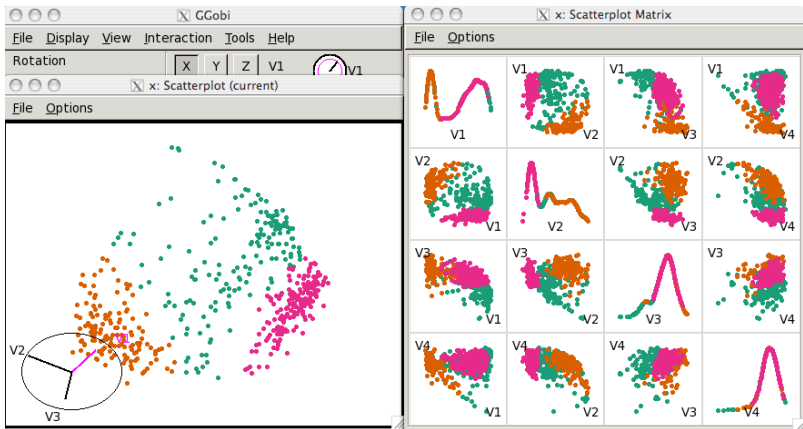 GGobi
File Display View Interaction Tools Help
Rotation
X Y Z V1
V1
x: Scatterplot (current)
File Options
V1
V2
V3
x: Scatterplot Matrix
File Options
V1
V1
V2
V1
V3
V1
V4
V2
V1
V2
V2
V3
V2
V4
V3
V1
V3
V2
V3
V3
V4
V4
V1
V4
V2
V4
V3
V4